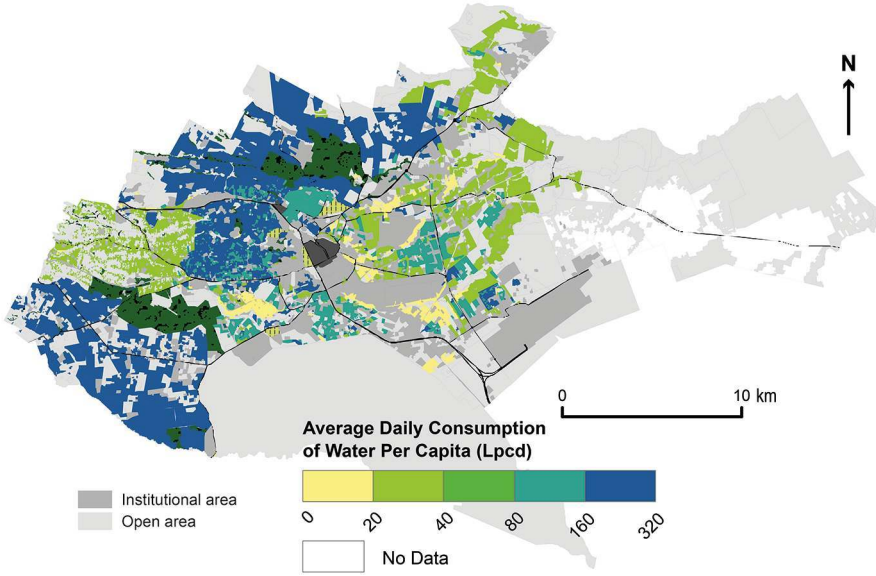 N
0 10 km
Average Daily Consumption
of Water Per Capita (Lpcd)
Institutional area
Open area
0 20 40 80 160 320
No Data